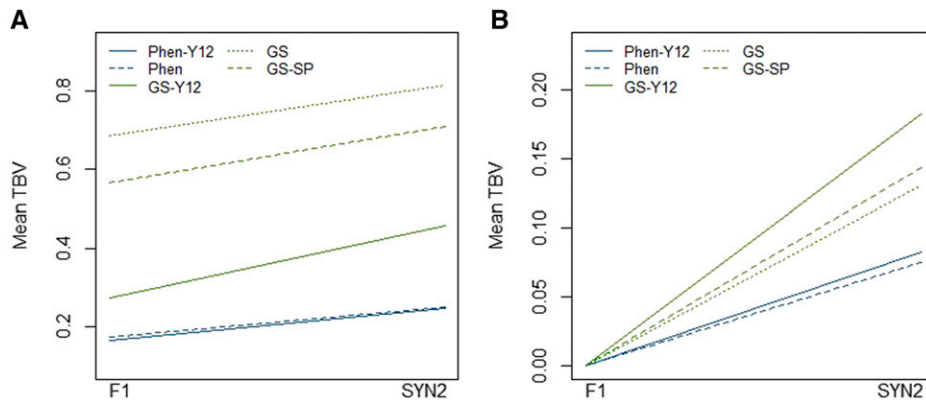 A
B
Phen-Y12
Phen
GS-Y12
GS
GS-SP
Mean TBV
0.8
0.6
0.4
0.2
F1
SYN2
Phen-Y12
Phen
GS-Y12
GS
GS-SP
Mean TBV
0.20
0.15
0.10
0.05
0.00
F1
SYN2